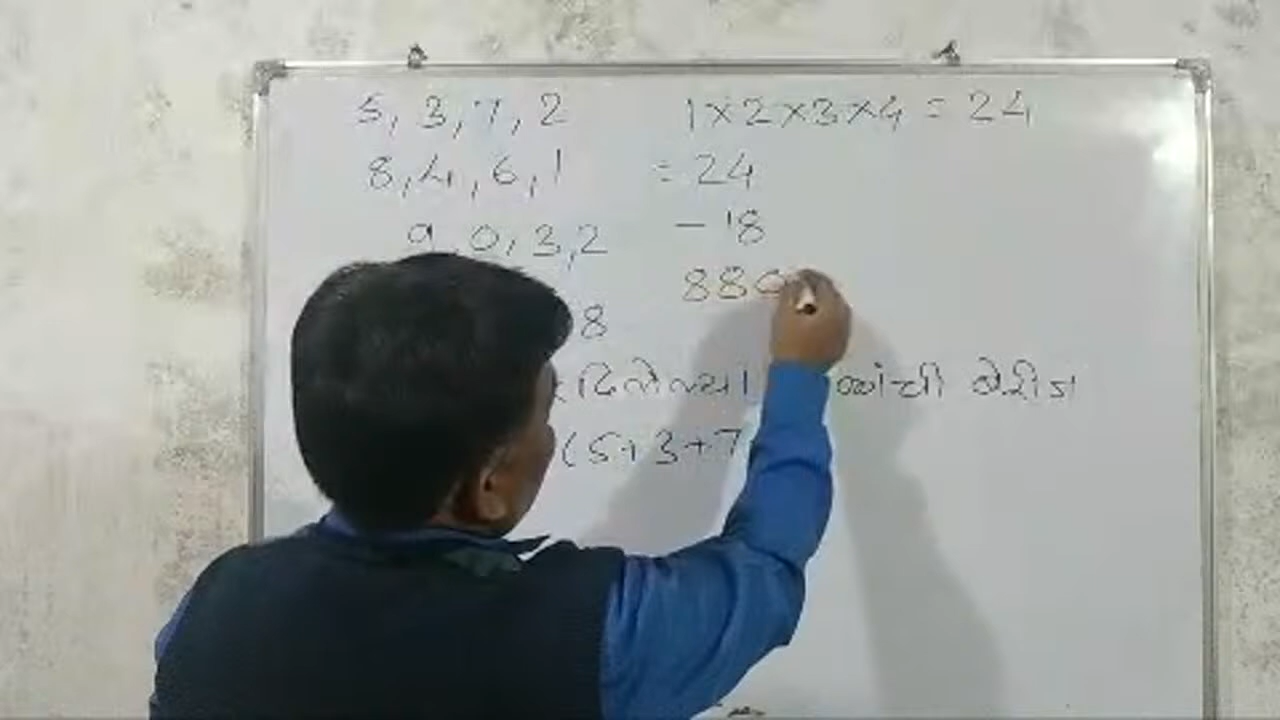 5, 3, 7, 2 1×2×3×4 = 24
8, 4, 6, 1 = 24
9, 0, 3, 2 - 18
8 880
बेरीज
(5+3+7